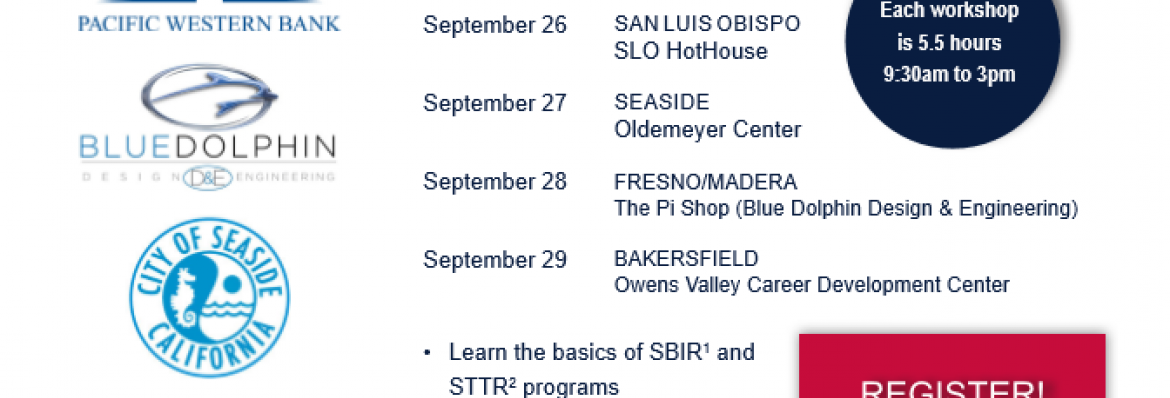 PACIFIC WESTERN BANK
BLUEDOLPHIN
DESIGN D&E ENGINEERING
CITY OF SEASIDE
CALIFORNIA
September 26
SAN LUIS OBISPO
SLO HotHouse
September 27
SEASIDE
Oldemeyer Center
September 28
FRESNO/MADERA
The Pi Shop (Blue Dolphin Design & Engineering)
September 29
BAKERSFIELD
Owens Valley Career Development Center
• Learn the basics of SBIR¹ and
STTR² programs
Each workshop
is 5.5 hours
9:30am to 3pm
REGISTER!